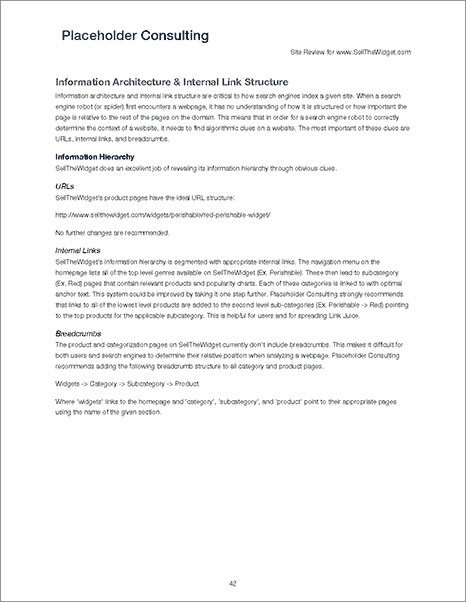 Placeholder Consulting
Site Review for www.SellTheWidget.com
Information Architecture & Internal Link Structure
Information architecture and internal link structure are critical to how search engines index a given site. When a search
engine robot (or spider) first encounters a webpage, it has no understanding of how it is structured or how important the
page is relative to the rest of the pages on the domain. This means that in order for a search engine robot to correctly
determine the context of a website, it needs to find algorithmic clues on a website. The most important of these clues are
URLs, internal links, and breadcrumbs.
Information Hierarchy
SellTheWidget does an excellent job of revealing its information hierarchy through obvious clues.
URLs
SellTheWidget's product pages have the ideal URL structure:
http://www.sellthewidget.com/widgets/perishable/red-perishable-widget/
No further changes are recommended.
Internal Links
SellTheWidget's information hierarchy is segmented with appropriate internal links. The navigation menu on the
homepage lists all of the top level genres available on SellTheWidget (Ex. Perishable). These then lead to subcategory
(Ex. Red) pages that contain relevant products and popularity charts. Each of these categories is linked to with optimal
anchor text. This system could be improved by taking it one step further. Placeholder Consulting strongly recommends
that links to all of the lowest level products are added to the second level sub-categories (Ex. Perishable -> Red) pointing
to the top products for the applicable subcategory. This is helpful for users and for spreading Link Juice.
Breadcrumbs
The product and categorization pages on SellTheWidget currently don't include breadcrumbs. This makes it difficult for
both users and search engines to determine their relative position when analyzing a webpage. Placeholder Consulting
recommends adding the following breadcrumb structure to all category and product pages.
Widgets -> Category -> Subcategory -> Product
Where 'widgets' links to the homepage and 'category', 'subcategory', and 'product' point to their appropriate pages
using the name of the given section.
42